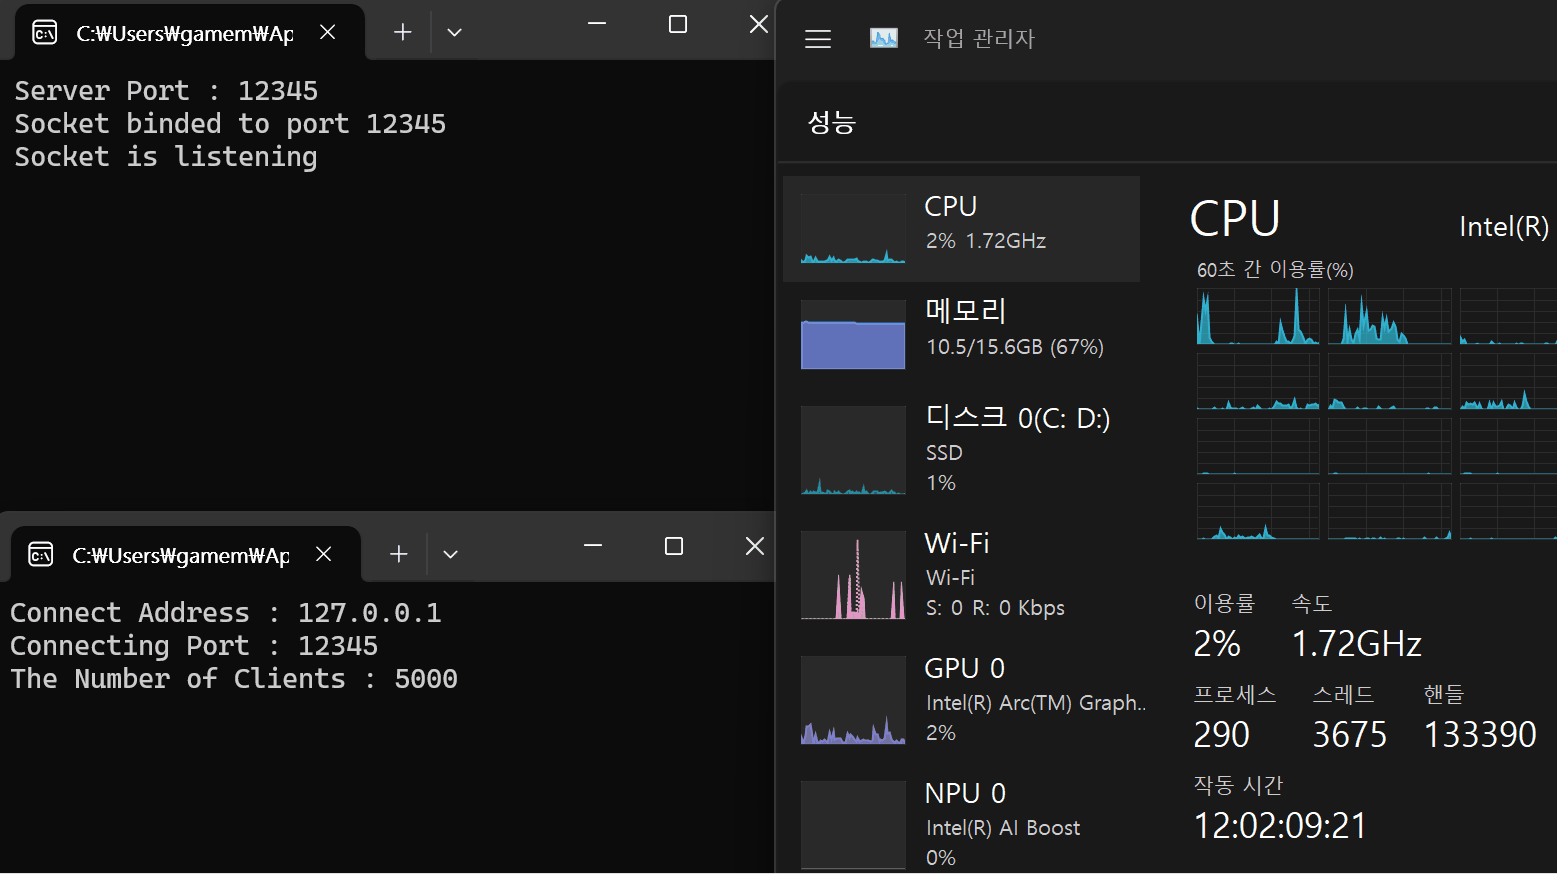 C:₩Users₩gamem₩Ap
Server Port : 12345
Socket binded to port 12345
Socket is listening
C:₩Users₩gamem₩Ap
Connect Address : 127.0.0.1
Connecting Port : 12345
The Number of Clients : 5000
작업 관리자
성능
CPU
2% 1.72GHz
메모리
10.5/15.6GB (67%)
디스크 0(C: D:)
SSD
1%
Wi-Fi
Wi-Fi
S: 0 R: 0 Kbps
GPU 0
Intel(R) Arc(TM) Graph..
2%
NPU 0
Intel(R) AI Boost
0%
CPU Intel(R)
60초 간 이용률(%)
이용률 속도
2% 1.72GHz
프로세스 스레드 핸들
290 3675 133390
작동 시간
12:02:09:21